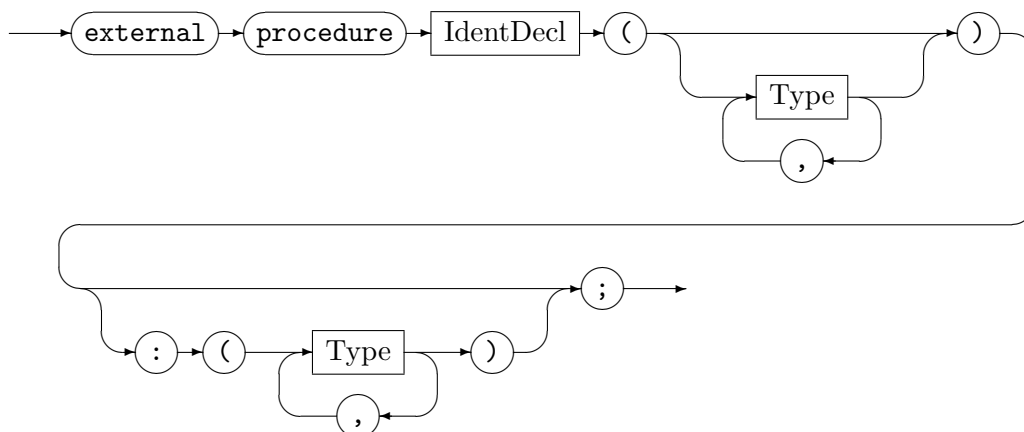 external procedure IdentDecl ( )
Type
,
;
: ( Type )
,